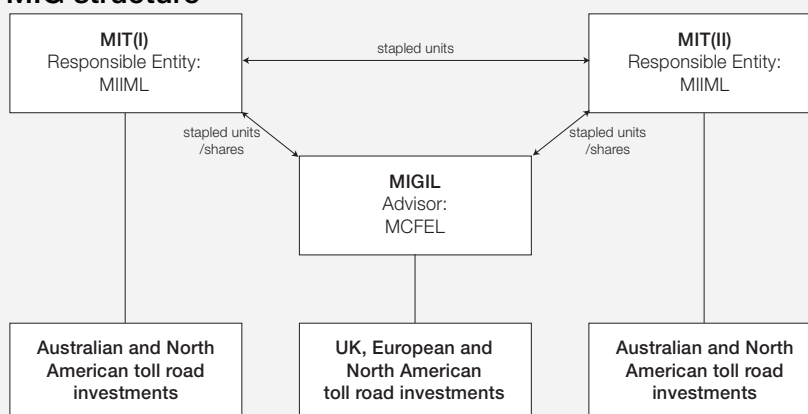 MIG structure
MIT(I)
Responsible Entity:
MIIML
stapled units
MIT(II)
Responsible Entity:
MIIML
stapled units
/shares
stapled units
/shares
MIGIL
Advisor:
MCFEL
Australian and North
American toll road
investments
UK, European and
North American
toll road investments
Australian and North
American toll road
investments